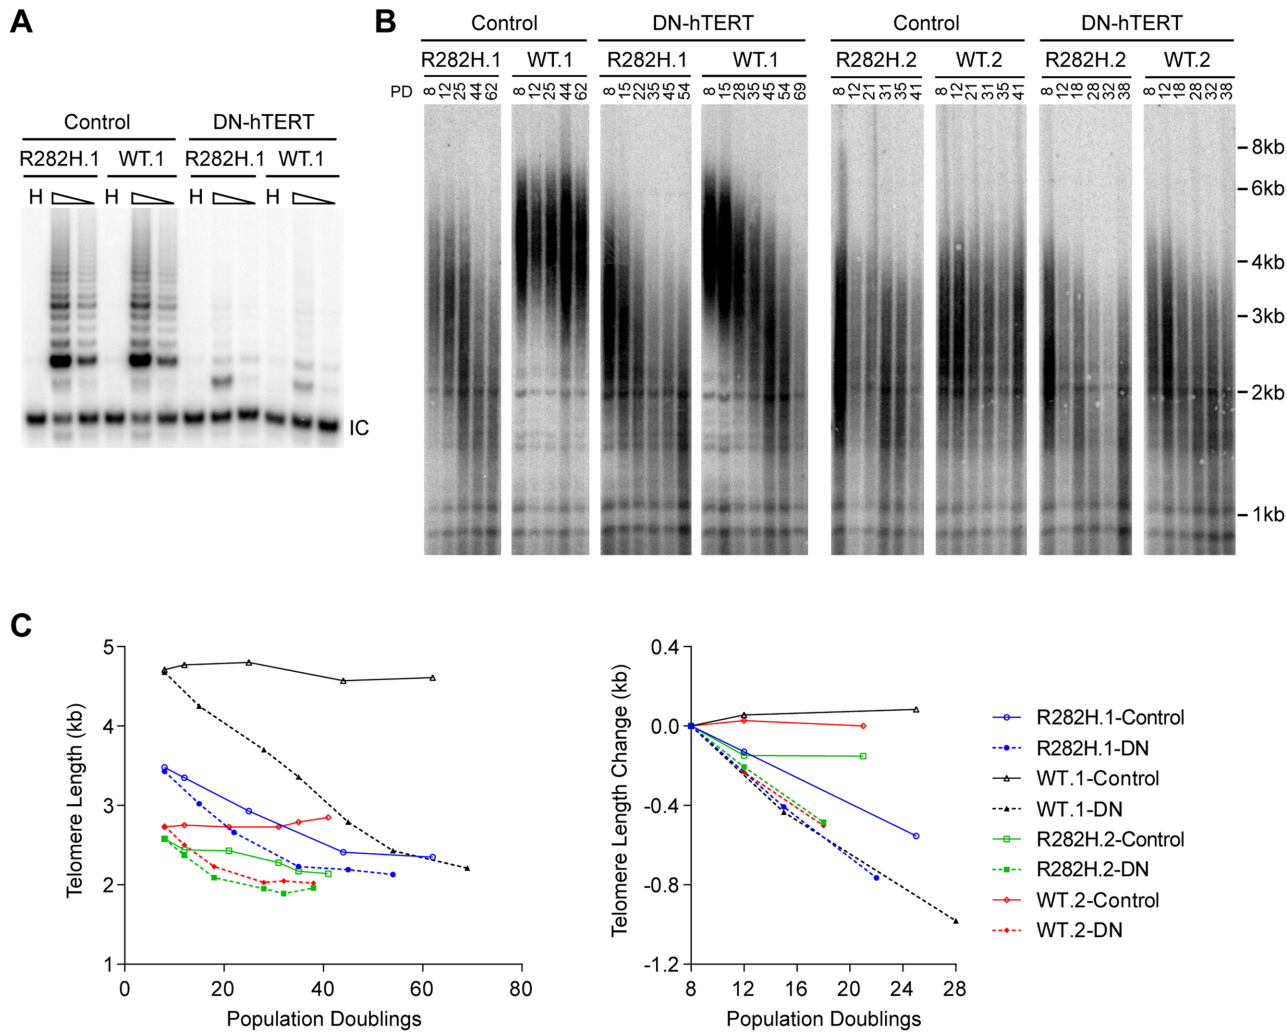 A
Control DN-hTERT
R282H.1 WT.1 R282H.1 WT.1
H H H H
IC
B
Control DN-hTERT Control DN-hTERT
R282H.1 WT.1 R282H.1 WT.1 R282H.2 WT.2 R282H.2 WT.2
PD 8 12 25 44 62 8 12 25 44 62 8 15 22 35 45 54 8 15 28 35 45 54 69 8 12 21 31 35 41 8 12 21 31 35 41 8 12 18 28 32 38 8 12 18 28 32 38
8kb
6kb
4kb
3kb
2kb
1kb
C
Telomere Length (kb)
5
4
3
2
1
0 20 40 60 80
Population Doublings
Telomere Length Change (kb)
0.4
0.0
-0.4
-0.8
-1.2
8 12 16 20 24 28
Population Doublings
R282H.1-Control
R282H.1-DN
WT.1-Control
WT.1-DN
R282H.2-Control
R282H.2-DN
WT.2-Control
WT.2-DN